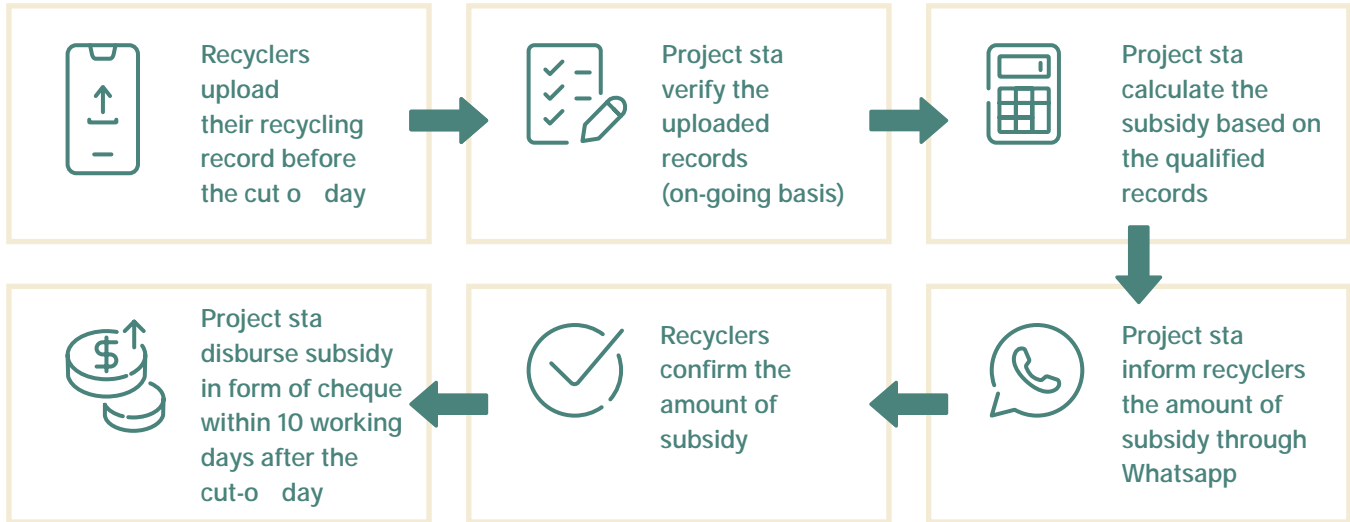 Recyclers
upload
their recycling
record before
the cut o day
Project sta
verify the
uploaded
records
(on-going basis)
Project sta
calculate the
subsidy based on
the qualified
records
Project sta
inform recyclers
the amount of
subsidy through
Whatsapp
Recyclers
confirm the
amount of
subsidy
$
Project sta
disburse subsidy
in form of cheque
within 10 working
days after the
cut-o day